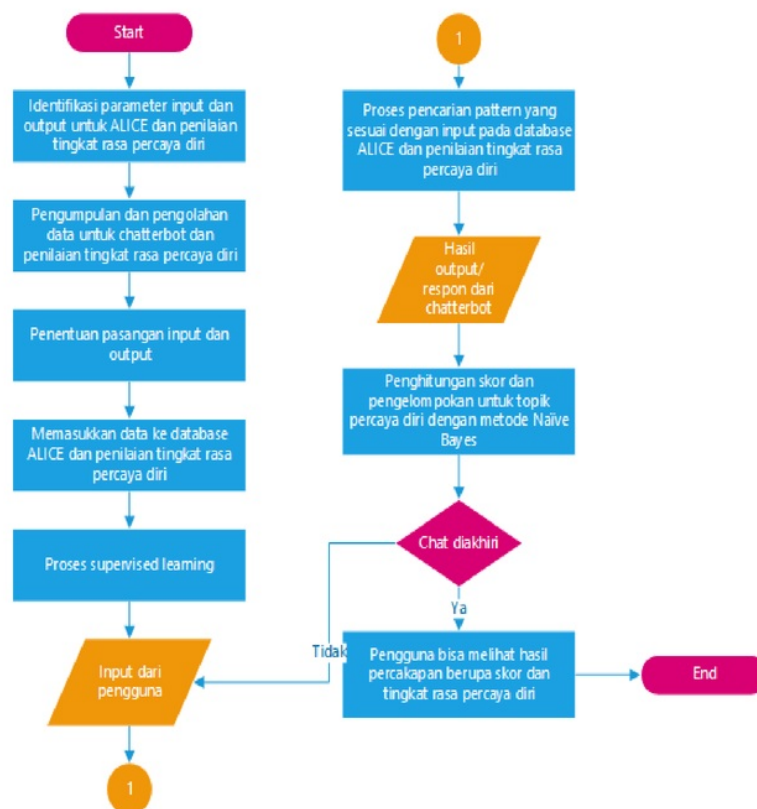 Start
Identifikasi parameter input dan
output untuk ALICE dan penilaian
tingkat rasa percaya diri
Pengumpulan dan pengolahan
data untuk chatterbot dan
penilaian tingkat rasa percaya diri
Penentuan pasangan input dan
output
Memasukkan data ke database
ALICE dan penilaian tingkat rasa
percaya diri
Proses supervised learning
Input dari
pengguna
1
1
Proses pencarian pattern yang
sesuai dengan input pada database
ALICE dan penilaian tingkat rasa
percaya diri
Hasil
output/
respon dari
chatterbot
Penghitungan skor dan
pengelompokan untuk topik
percaya diri dengan metode Naïve
Bayes
Chat diakhiri
Ya
Tidak
Pengguna bisa melihat hasil
percakapan berupa skor dan
tingkat rasa percaya diri
End